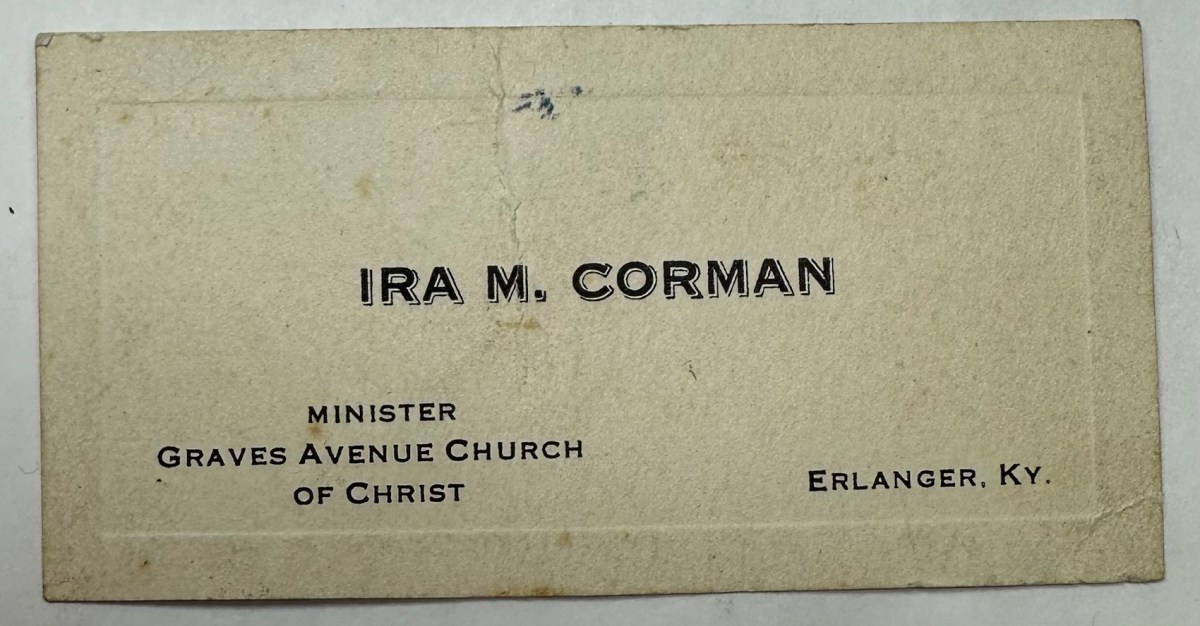 IRA M. CORMAN
MINISTER
GRAVES AVENUE CHURCH
OF CHRIST
ERLANGER, KY.